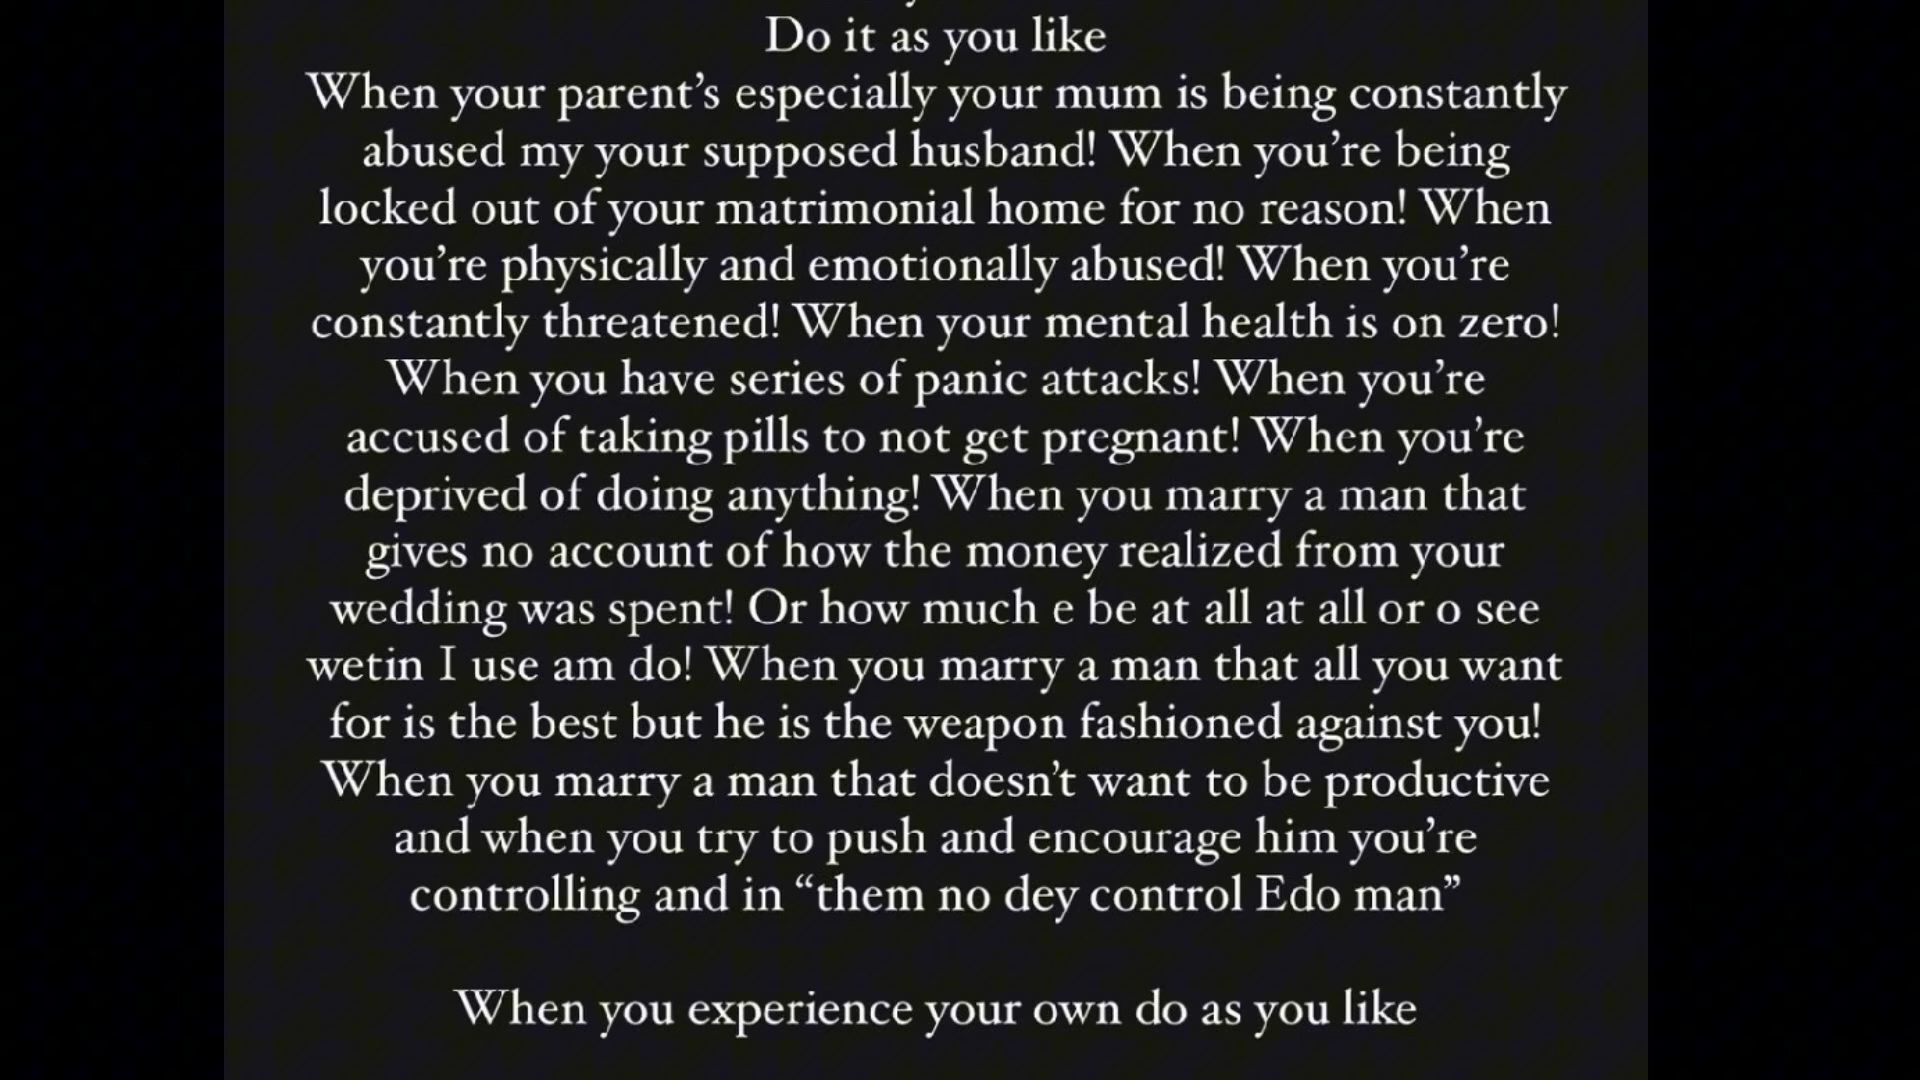 Do it as you like
When your parent’s especially your mum is being constantly
abused my your supposed husband! When you’re being
locked out of your matrimonial home for no reason! When
you’re physically and emotionally abused! When you’re
constantly threatened! When your mental health is on zero!
When you have series of panic attacks! When you’re
accused of taking pills to not get pregnant! When you’re
deprived of doing anything! When you marry a man that
gives no account of how the money realized from your
wedding was spent! Or how much e be at all at all or o see
wetin I use am do! When you marry a man that all you want
for is the best but he is the weapon fashioned against you!
When you marry a man that doesn’t want to be productive
and when you try to push and encourage him you’re
controlling and in “them no dey control Edo man”
When you experience your own do as you like